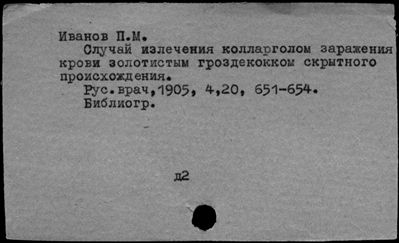 Иванов П.М.
Случай излечения колларголом заражения
крови золотистым гроздекокком скрытного
происхождения.
Рус.врач,1905, 4,20, 651-654.
Библиогр.
д2